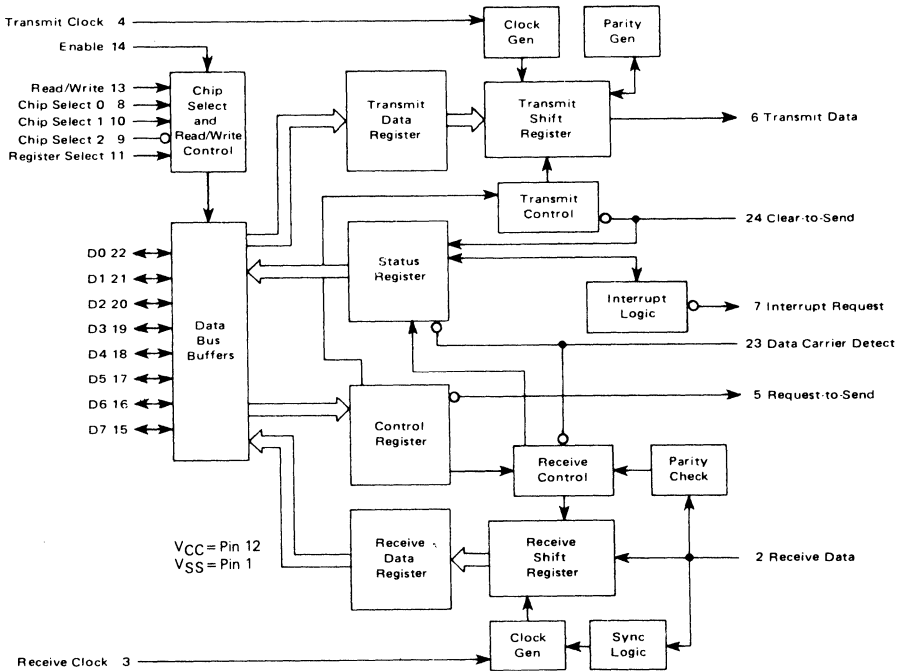 Transmit Clock 4
Clock
Gen
Parity
Gen
Enable 14
Read/Write 13
Chip Select 0 8
Chip Select 1 10
Chip Select 2 9
Register Select 11
Chip
Select
and
Read/Write
Control
Transmit
Data
Register
Transmit
Shift
Register
6 Transmit Data
Transmit
Control
24 Clear-to-Send
D0 22
D1 21
D2 20
D3 19
D4 18
D5 17
D6 16
D7 15
Data
Bus
Buffers
Status
Register
Interrupt
Logic
7 Interrupt Request
23 Data Carrier Detect
5 Request-to-Send
Control
Register
Receive
Control
Parity
Check
VCC = Pin 12
VSS = Pin 1
Receive
Data
Register
Receive
Shift
Register
2 Receive Data
Clock
Gen
Sync
Logic
Receive Clock 3